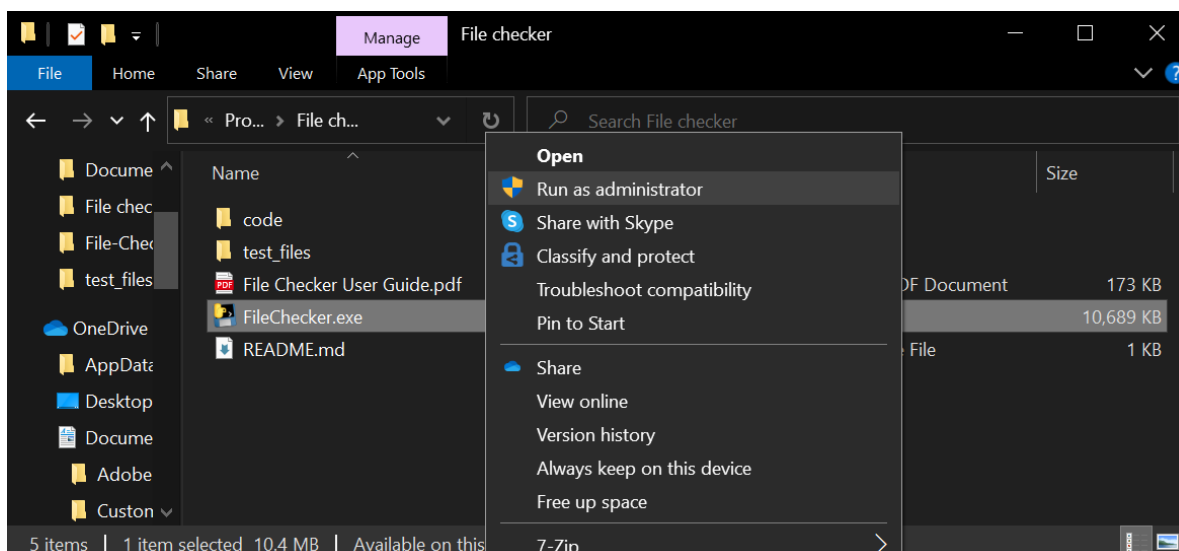 Manage File checker
File Home Share View App Tools
« Pro... > File ch... Search File checker
Name Size
Docume
File chec
File-Chec
test_files
OneDrive
AppData
Desktop
Docume
Adobe
Custon
code
test_files
PDF File Checker User Guide.pdf DF Document 173 KB
FileChecker.exe 10,689 KB
README.md File 1 KB
Open
Run as administrator
Share with Skype
Classify and protect
Troubleshoot compatibility
Pin to Start
Share
View online
Version history
Always keep on this device
Free up space
7-Zip
5 items 1 item selected 10.4 MB Available on this